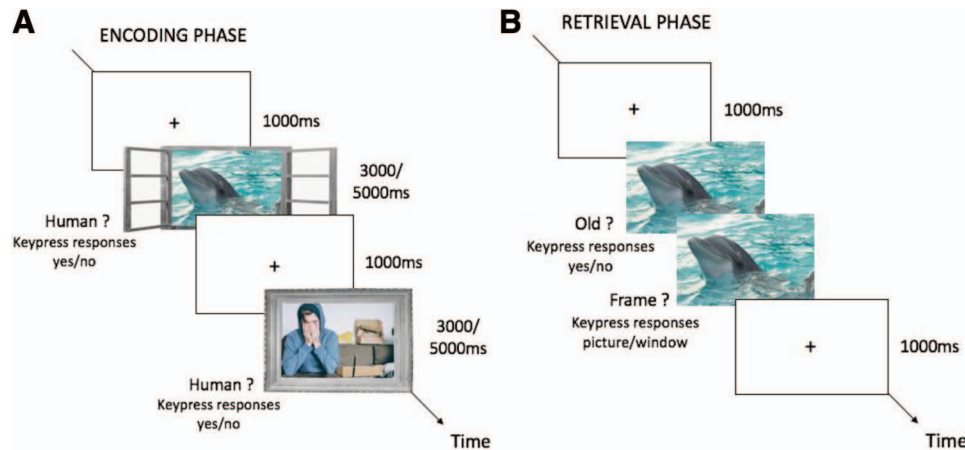 A
ENCODING PHASE
+
1000ms
3000/
5000ms
Human ?
Keypress responses
yes/no
+
1000ms
3000/
5000ms
Human ?
Keypress responses
yes/no
Time
B
RETRIEVAL PHASE
+
1000ms
Old ?
Keypress responses
yes/no
Frame ?
Keypress responses
picture/window
+
1000ms
Time